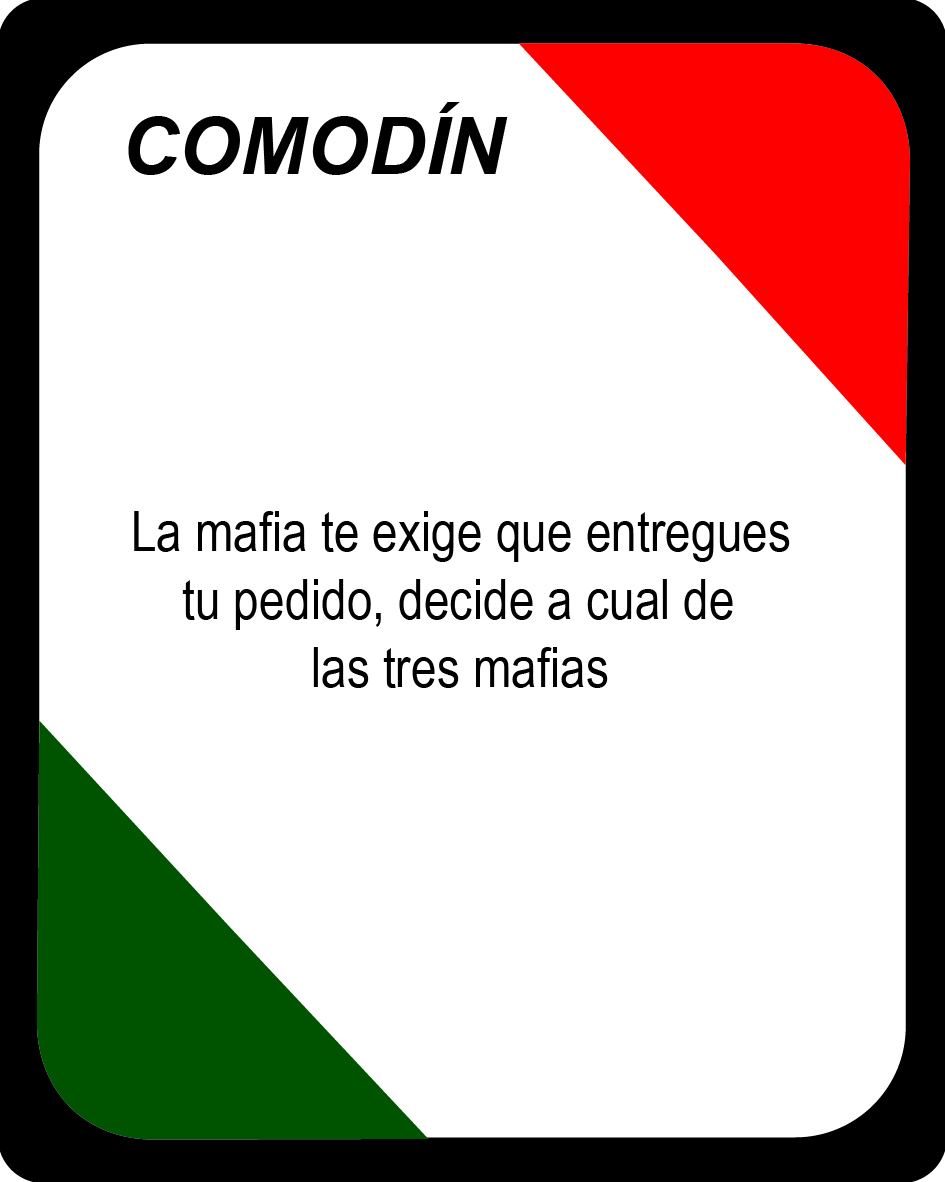 COMODÍN
La mafia te exige que entregues
tu pedido, decide a cual de
las tres mafias